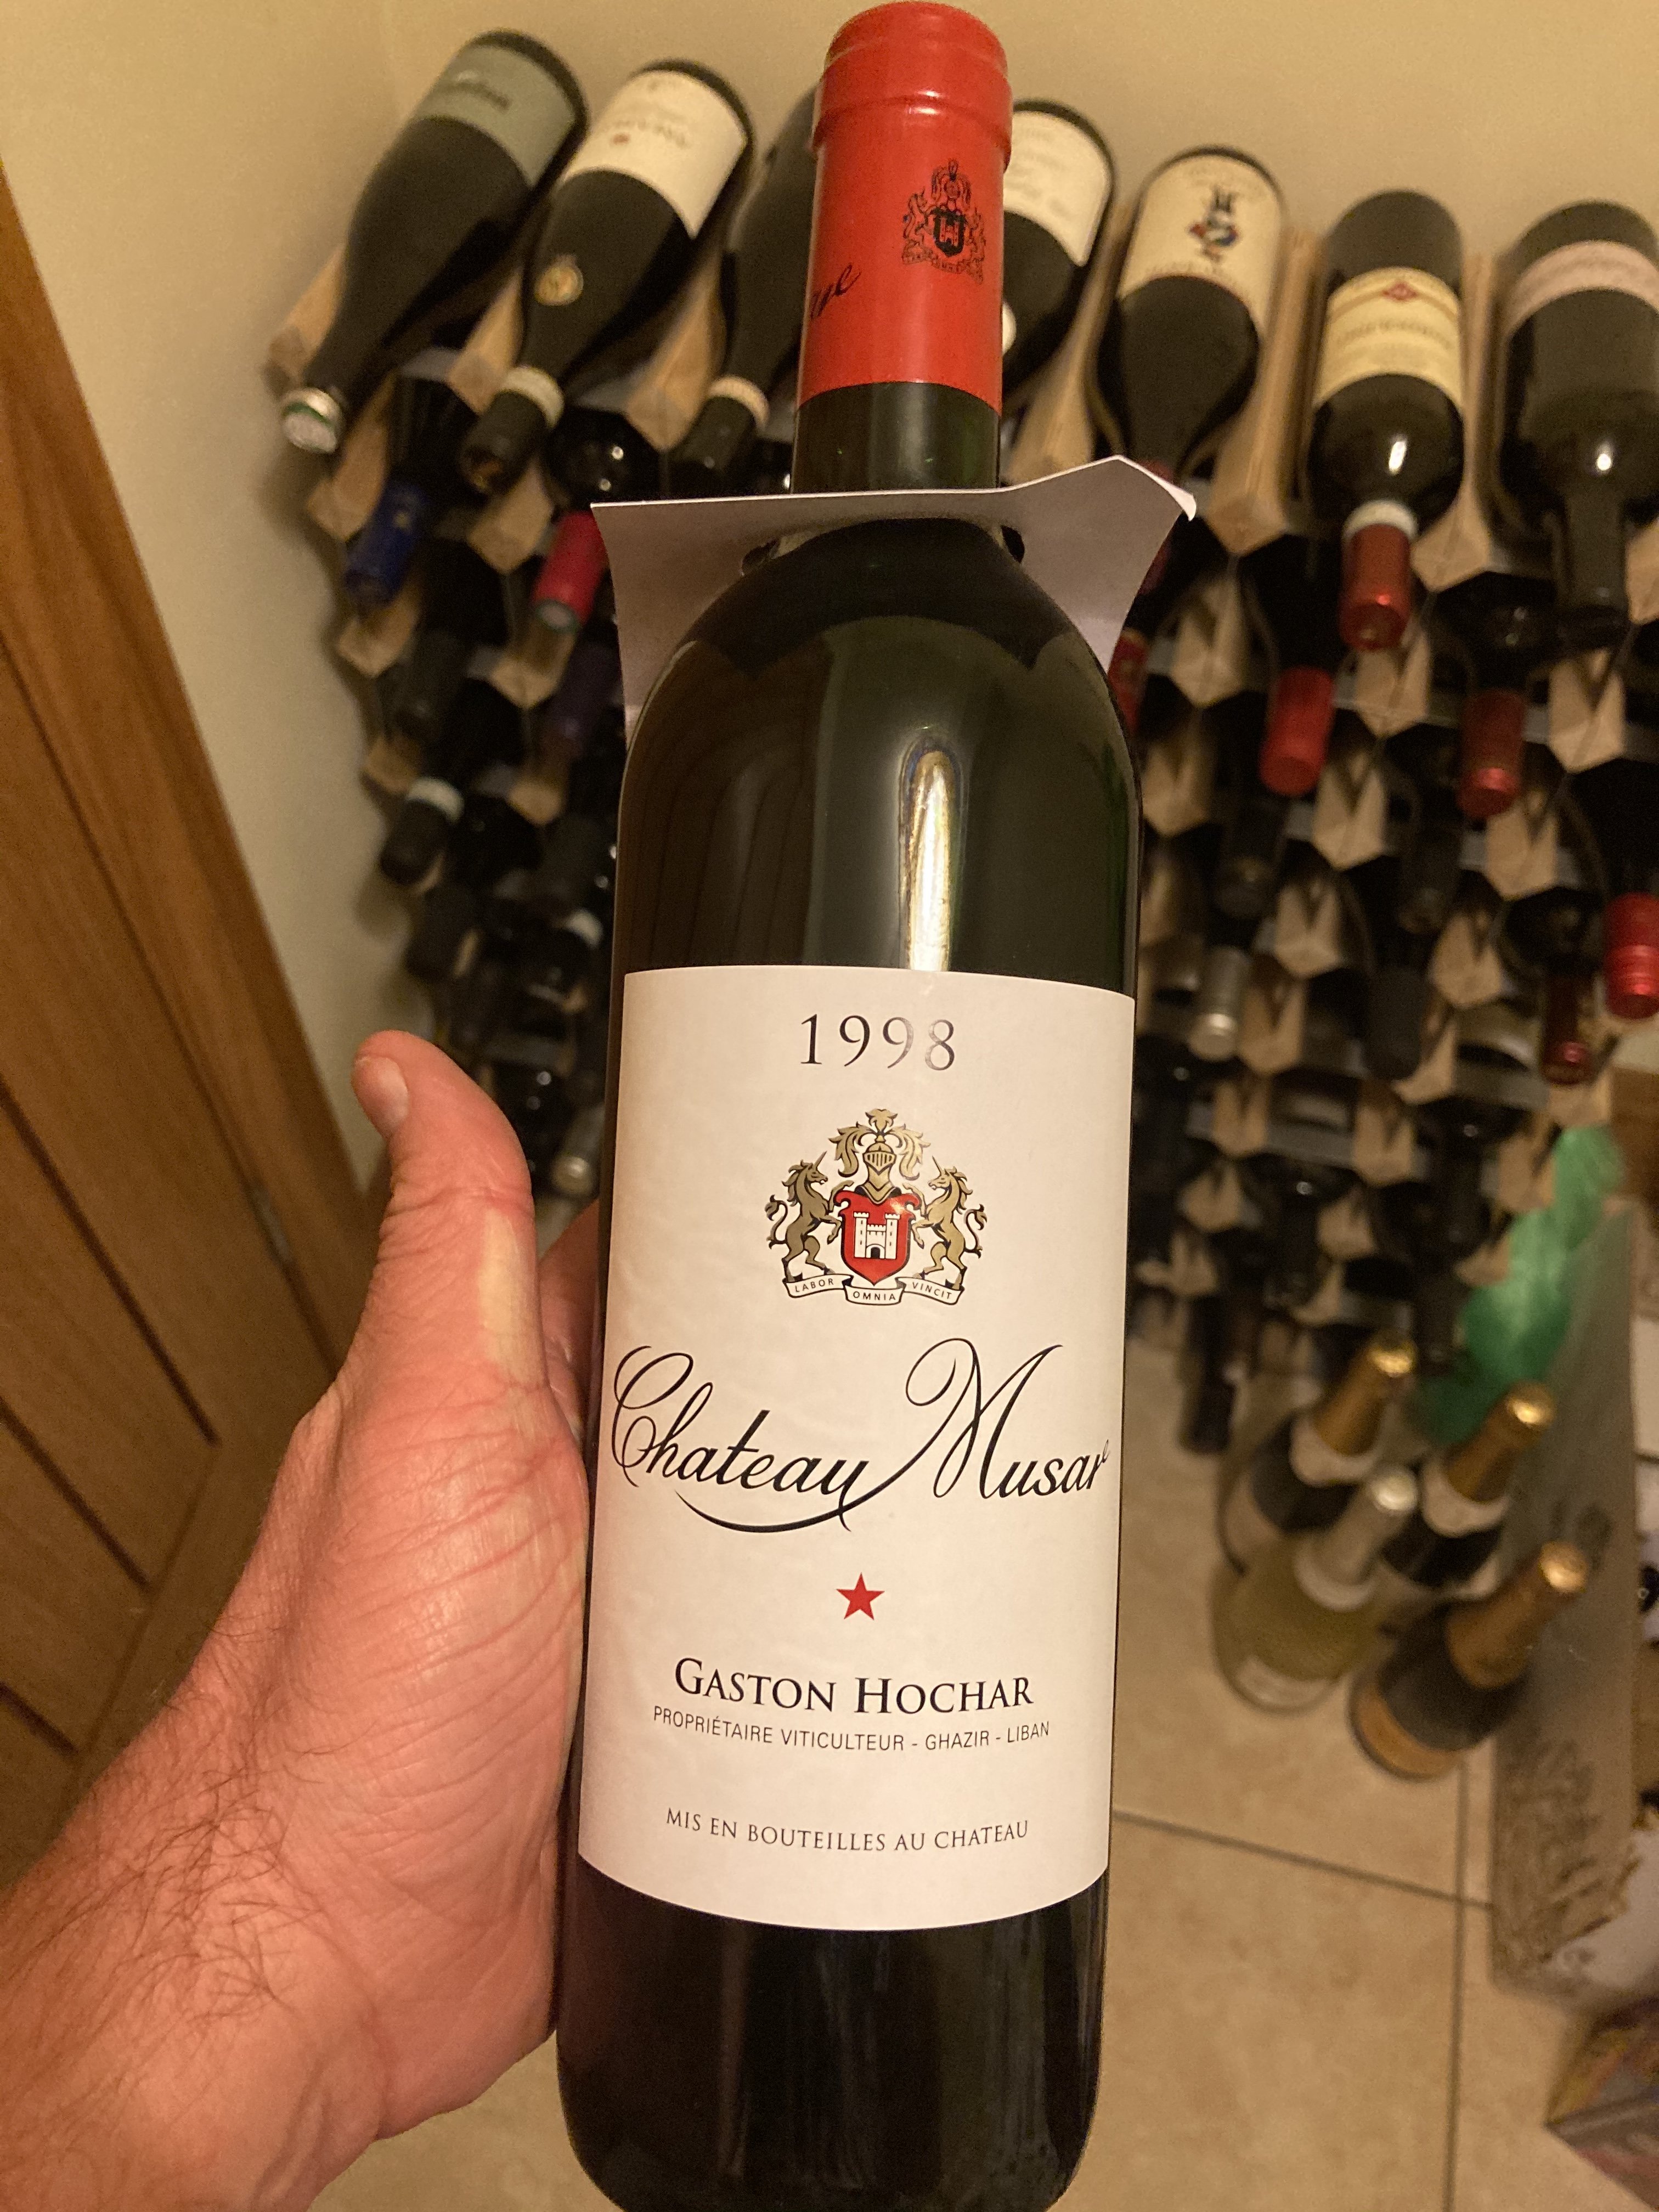 1998
LABOR OMNIA VINCIT
Chateau Musar
GASTON HOCHAR
PROPRIÉTAIRE VITICULTEUR - GHAZIR - LIBAN
MIS EN BOUTEILLES AU CHATEAU